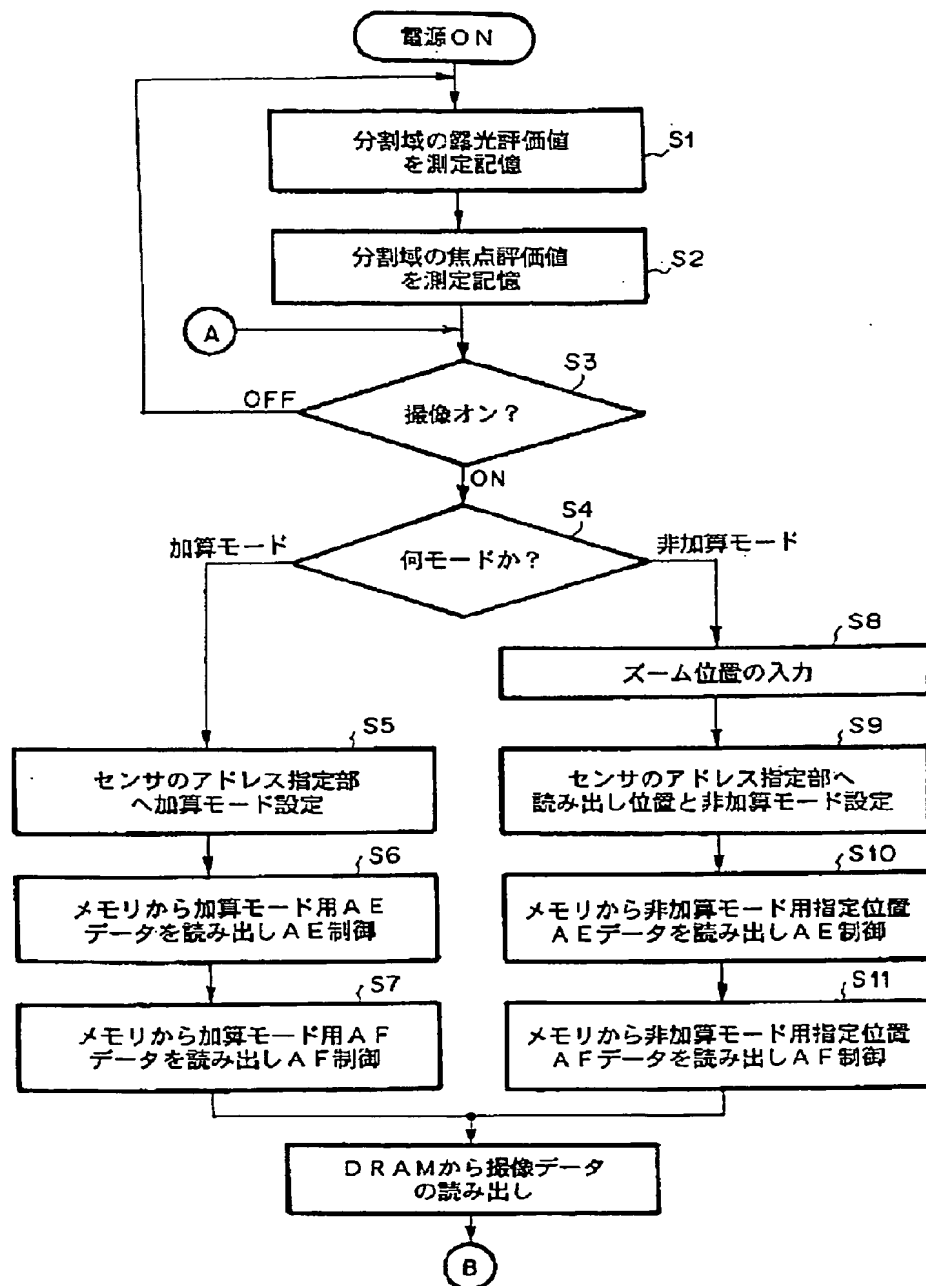 電源ON
分割域の露光評価値
を測定記憶
S1
分割域の焦点評価値
を測定記憶
S2
A
S3
OFF
撮像オン？
ON
S4
加算モード
何モードか？
非加算モード
S8
ズーム位置の入力
S5
センサのアドレス指定部
へ加算モード設定
S9
センサのアドレス指定部へ
読み出し位置と非加算モード設定
S6
メモリから加算モード用AE
データを読み出しAE制御
S10
メモリから非加算モード用指定位置
AEデータを読み出しAE制御
S7
メモリから加算モード用AF
データを読み出しAF制御
S11
メモリから非加算モード用指定位置
AFデータを読み出しAF制御
DRAMから撮像データ
の読み出し
B